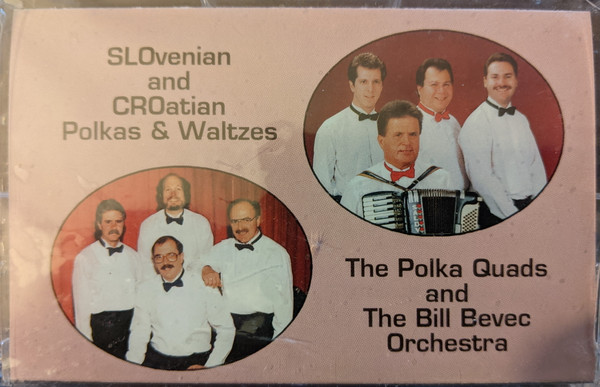 SLOvenian
and
CROatian
Polkas & Waltzes
The Polka Quads
and
The Bill Bevec
Orchestra